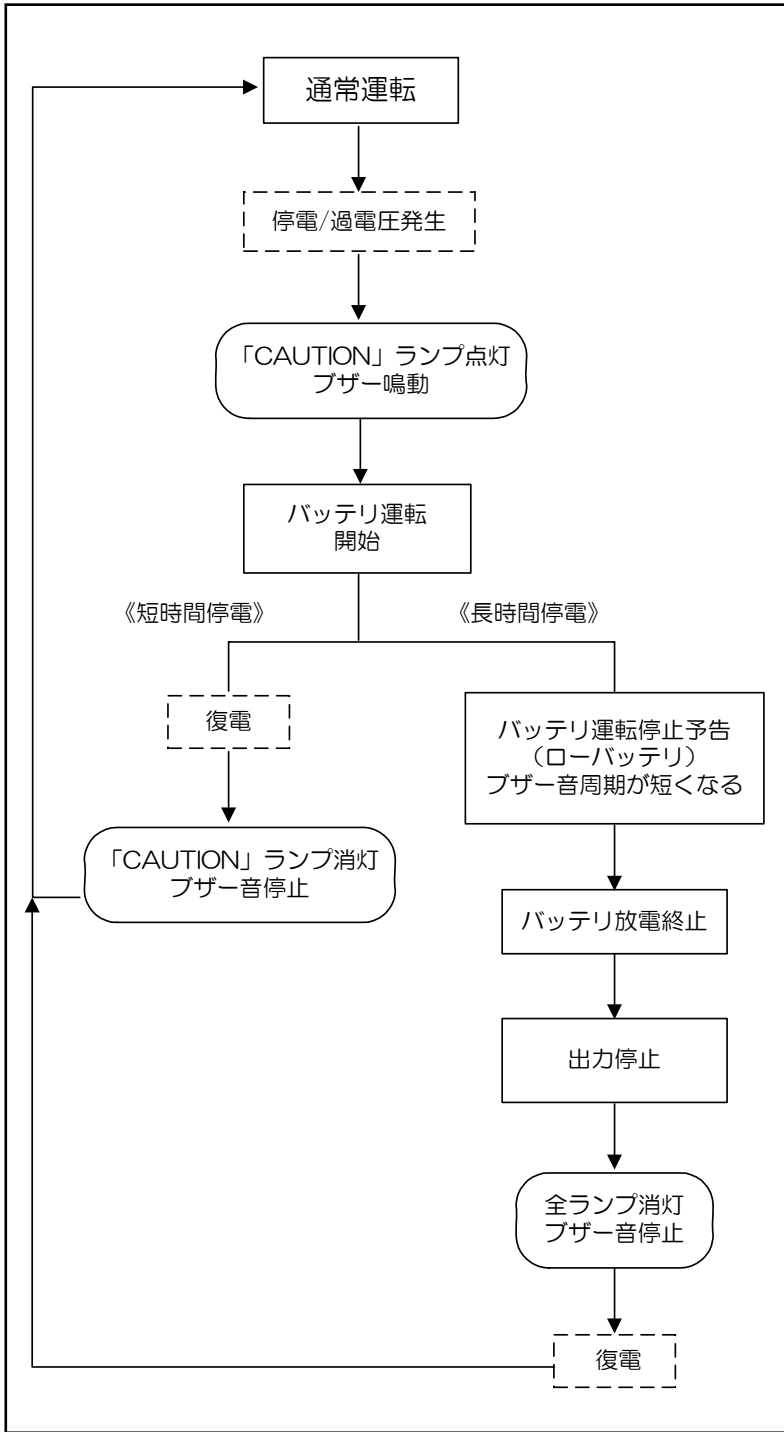 通常運転
停電/過電圧発生
「CAUTION」ランプ点灯
ブザー鳴動
バッテリ運転
開始
《短時間停電》
《長時間停電》
復電
「CAUTION」ランプ消灯
ブザー音停止
バッテリ運転停止予告
（ローバッテリ）
ブザー音周期が短くなる
バッテリ放電終止
出力停止
全ランプ消灯
ブザー音停止
復電